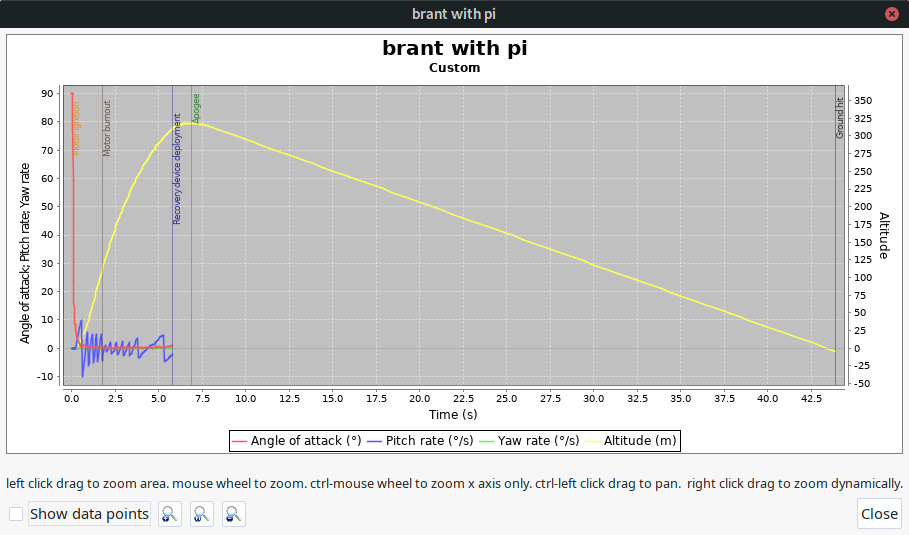 brant with pi
brant with pi
Custom
Angle of attack; Pitch rate; Yaw rate
90
80
70
60
50
40
30
20
10
0
-10
Motor ignition
Motor burnout
Recovery device deployment
Apogee
Ground hit
350
325
300
275
250
225
200
175
150
125
100
75
50
25
0
-25
-50
Altitude
0.0 2.5 5.0 7.5 10.0 12.5 15.0 17.5 20.0 22.5 25.0 27.5 30.0 32.5 35.0 37.5 40.0 42.5
Time (s)
Angle of attack (°) Pitch rate (°/s) Yaw rate (°/s) Altitude (m)
left click drag to zoom area. mouse wheel to zoom. ctrl-mouse wheel to zoom x axis only. ctrl-left click drag to pan. right click drag to zoom dynamically.
Show data points
Close